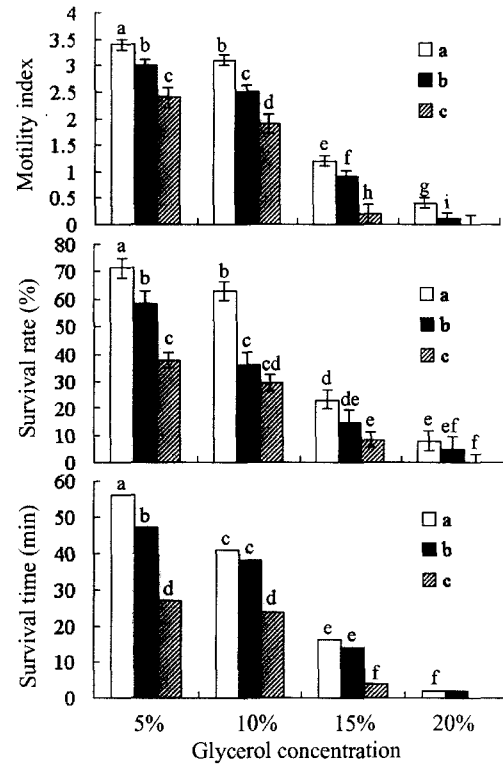 Motility index
4
3.5
3
2.5
2
1.5
1
0.5
0
a b c
b c d
e f h
g i
a
b
c
Survival rate (%)
80
70
60
50
40
30
20
10
0
a b c
b c cd
d de e
e ef f
a
b
c
Survival time (min)
60
50
40
30
20
10
0
a b d
c c d
e e f
f
a
b
c
5% 10% 15% 20%
Glycerol concentration